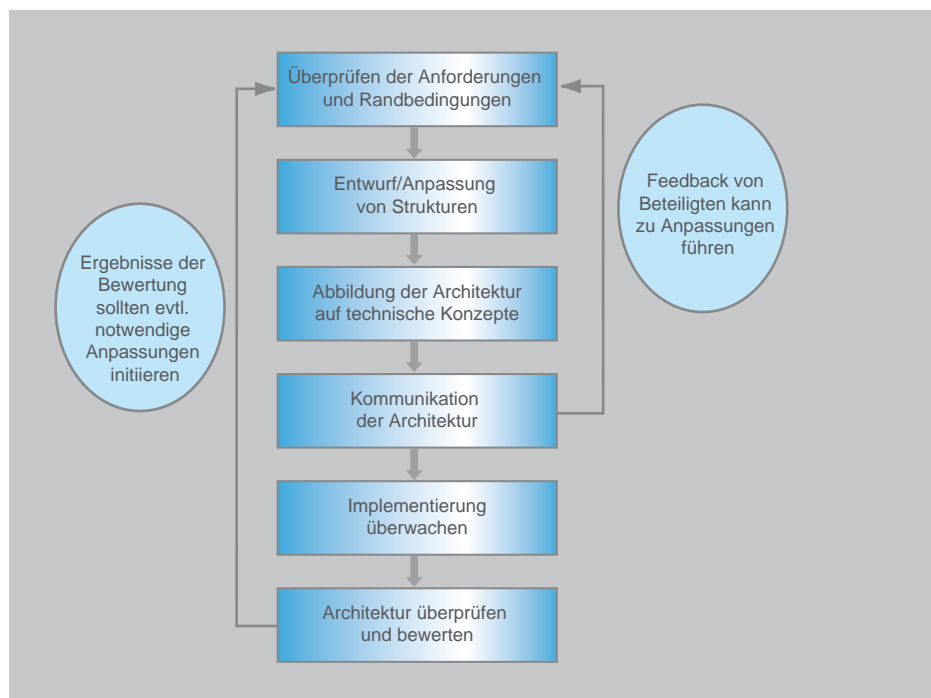 Überprüfen der Anforderungen
und Randbedingungen
Entwurf/Anpassung
von Strukturen
Feedback von
Beteiligten kann
zu Anpassungen
führen
Ergebnisse der
Bewertung
sollten evtl.
notwendige
Anpassungen
initiieren
Abbildung der Architektur
auf technische Konzepte
Kommunikation
der Architektur
Implementierung
überwachen
Architektur überprüfen
und bewerten